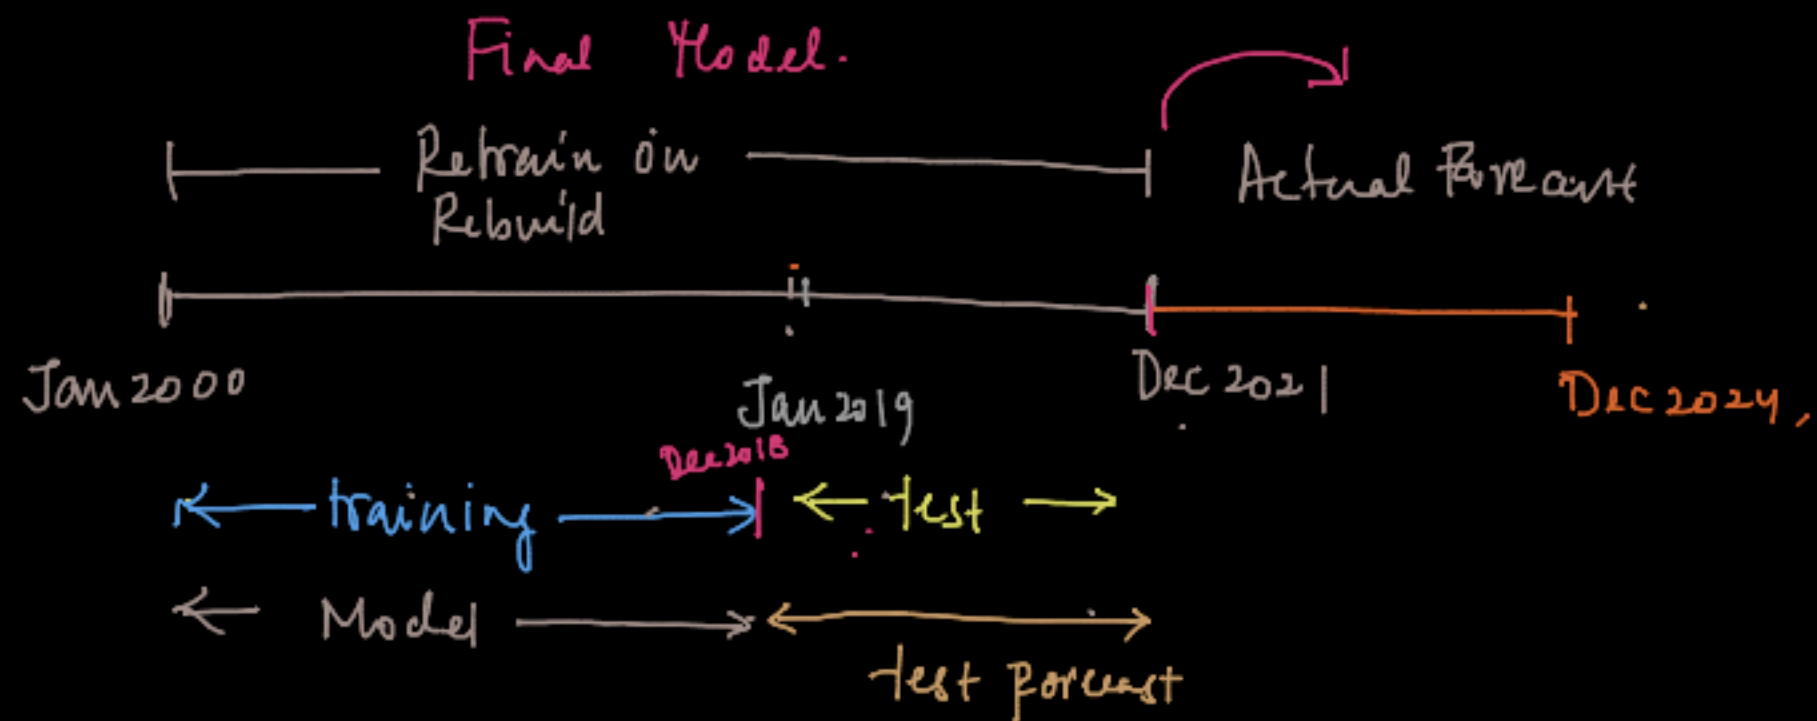 Final Model.
Retrain on
Rebuild
Actual Forecast
Jan 2000
Jan 2019
Dec 2021
Dec 2024,
Dec 2018
training
test
Model
test forecast